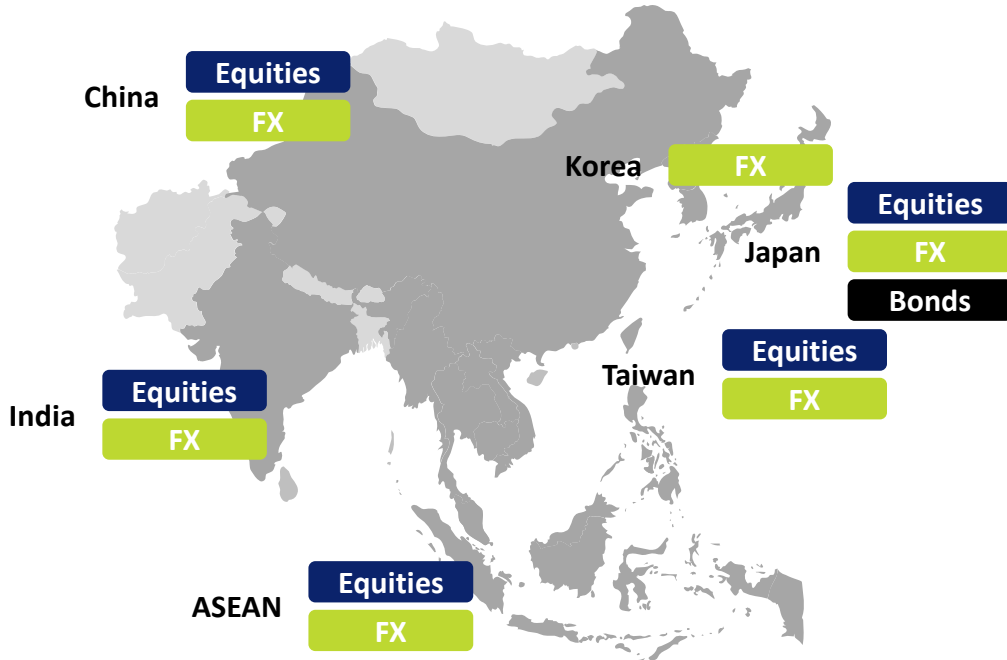 China
Equities
FX
Korea
FX
Japan
Equities
FX
Bonds
Taiwan
Equities
FX
India
Equities
FX
ASEAN
Equities
FX